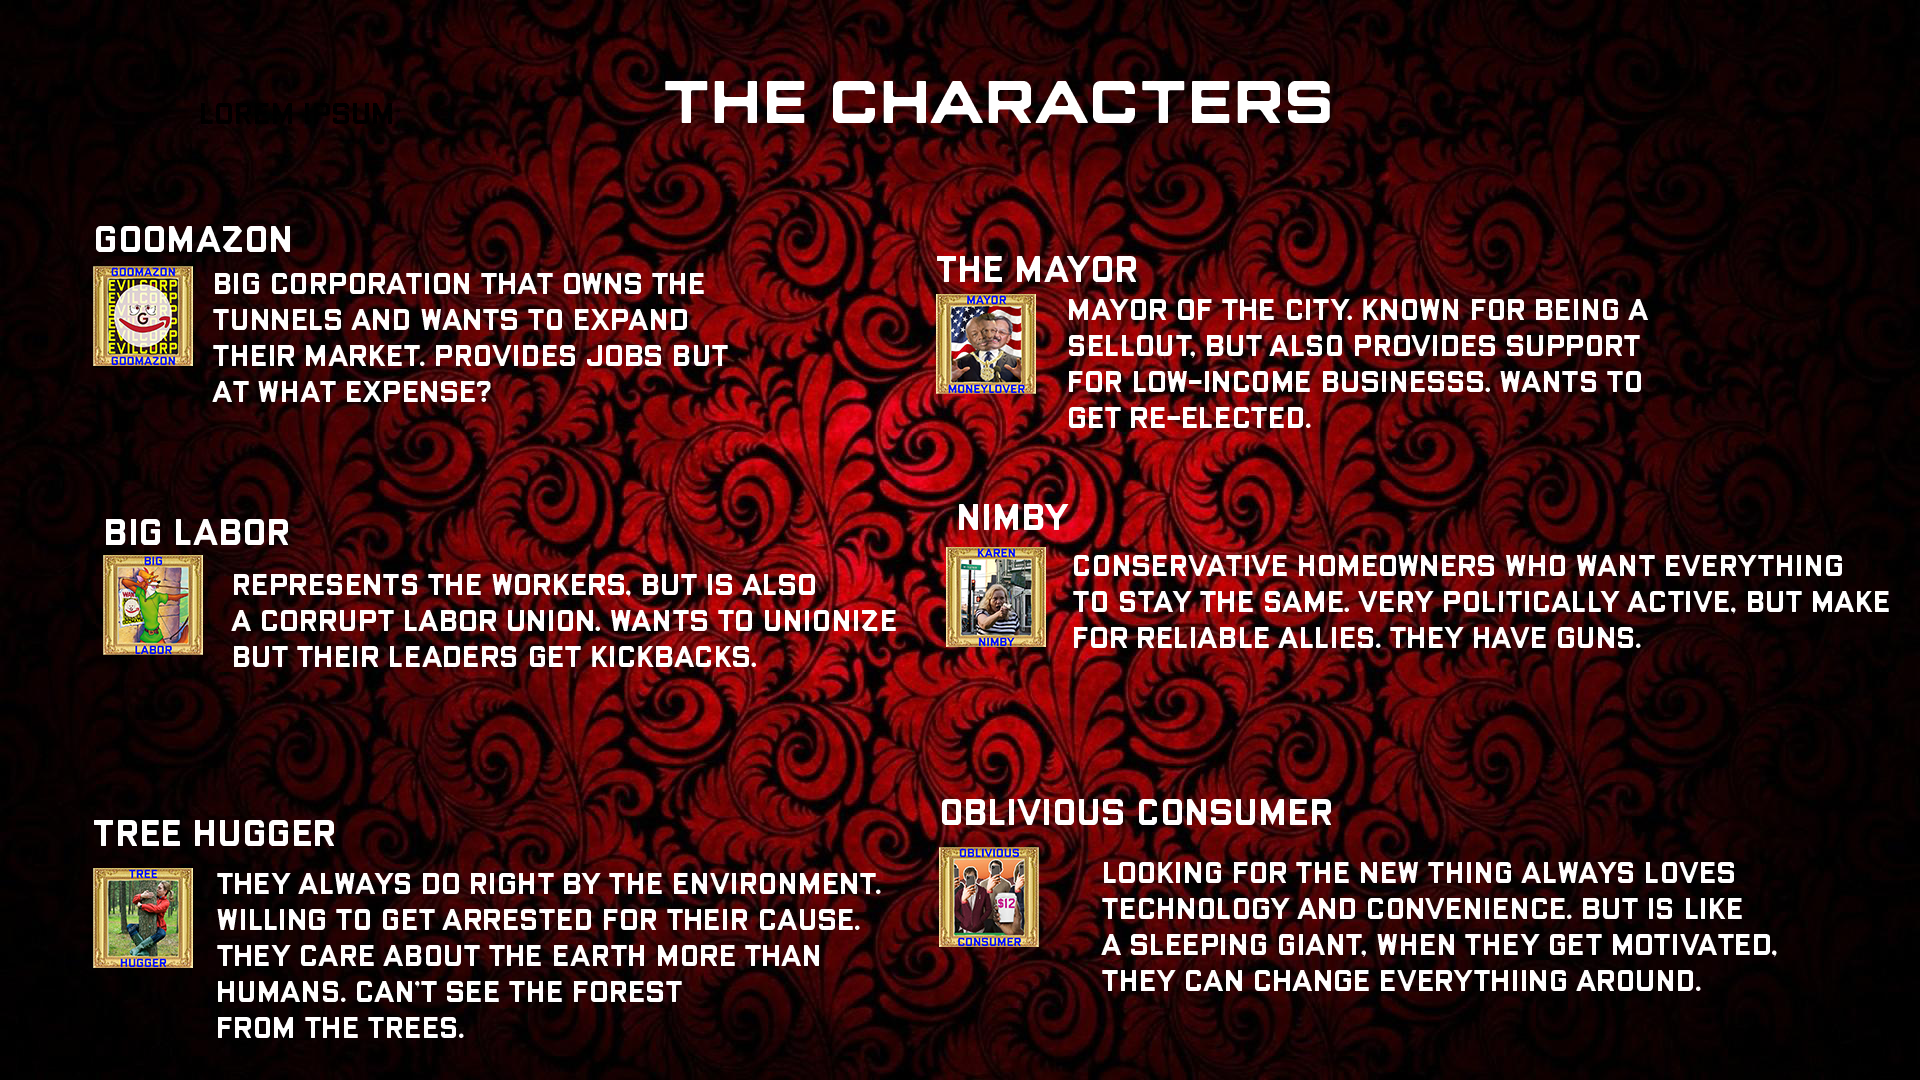 THE CHARACTERS
LOREM IPSUM
GOOMAZON
GOOMAZON
EVILCORP
EVILCORP
EVILCORP
G
EVILCORP
EVILCORP
GOOMAZON
BIG CORPORATION THAT OWNS THE
TUNNELS AND WANTS TO EXPAND
THEIR MARKET. PROVIDES JOBS BUT
AT WHAT EXPENSE?
THE MAYOR
MAYOR
MONEYLOVER
MAYOR OF THE CITY. KNOWN FOR BEING A
SELLOUT, BUT ALSO PROVIDES SUPPORT
FOR LOW-INCOME BUSINESSS. WANTS TO
GET RE-ELECTED.
BIG LABOR
BIG
LABOR
REPRESENTS THE WORKERS, BUT IS ALSO
A CORRUPT LABOR UNION. WANTS TO UNIONIZE
BUT THEIR LEADERS GET KICKBACKS.
NIMBY
KAREN
NIMBY
CONSERVATIVE HOMEOWNERS WHO WANT EVERYTHING
TO STAY THE SAME. VERY POLITICALLY ACTIVE, BUT MAKE
FOR RELIABLE ALLIES. THEY HAVE GUNS.
TREE HUGGER
TREE
HUGGER
THEY ALWAYS DO RIGHT BY THE ENVIRONMENT.
WILLING TO GET ARRESTED FOR THEIR CAUSE.
THEY CARE ABOUT THE EARTH MORE THAN
HUMANS. CAN'T SEE THE FOREST
FROM THE TREES.
OBLIVIOUS CONSUMER
OBLIVIOUS
$12
CONSUMER
LOOKING FOR THE NEW THING ALWAYS LOVES
TECHNOLOGY AND CONVENIENCE. BUT IS LIKE
A SLEEPING GIANT, WHEN THEY GET MOTIVATED,
THEY CAN CHANGE EVERYTHIING AROUND.